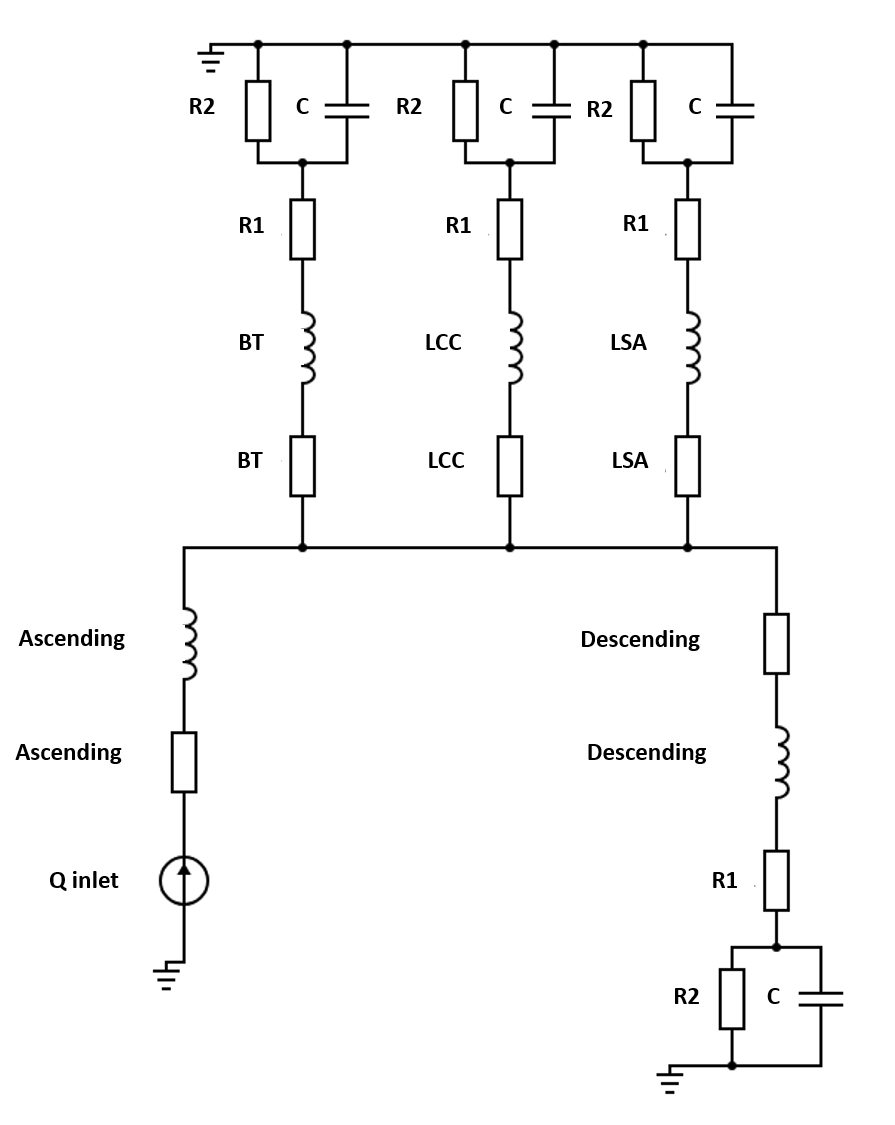 R2 C R2 C R2 C
R1 R1 R1
BT LCC LSA
BT LCC LSA
Ascending Descending
Ascending Descending
Q inlet R1
R2 C